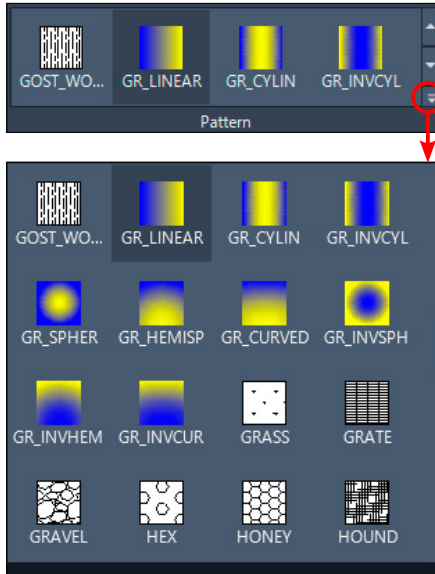 GOST_WO... GR_LINEAR GR_CYLIN GR_INVCYL
Pattern
GOST_WO... GR_LINEAR GR_CYLIN GR_INVCYL
GR_SPHER GR_HEMISP GR_CURVED GR_INVSPH
GR_INVHEM GR_INVCUR GRASS GRATE
GRAVEL HEX HONEY HOUND